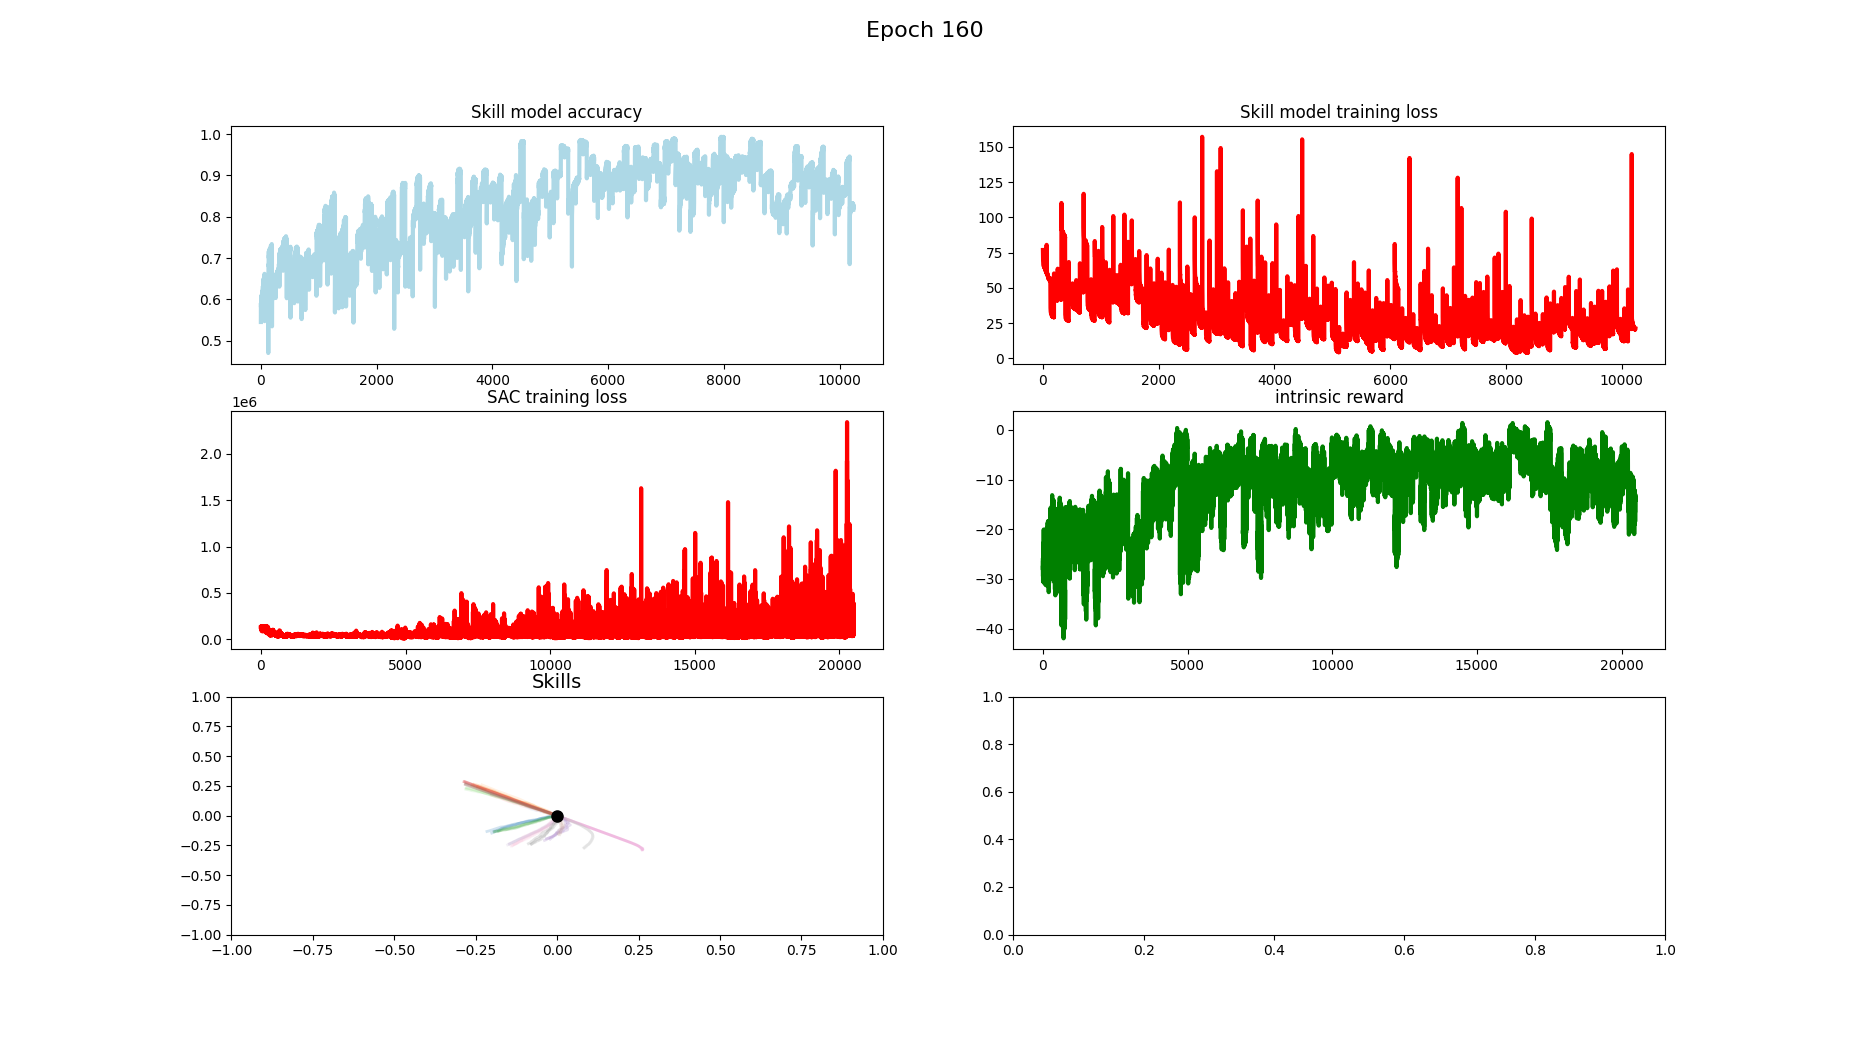 Epoch 160
Skill model accuracy
1.0
0.9
0.8
0.7
0.6
0.5
0 2000 4000 6000 8000 10000
Skill model training loss
150
125
100
75
50
25
0
0 2000 4000 6000 8000 10000
SAC training loss
1e6
2.0
1.5
1.0
0.5
0.0
0 5000 10000 15000 20000
intrinsic reward
0
−10
−20
−30
−40
0 5000 10000 15000 20000
Skills
1.00
0.75
0.50
0.25
0.00
−0.25
−0.50
−0.75
−1.00
−1.00 −0.75 −0.50 −0.25 0.00 0.25 0.50 0.75 1.00
1.0
0.8
0.6
0.4
0.2
0.0
0.0 0.2 0.4 0.6 0.8 1.0